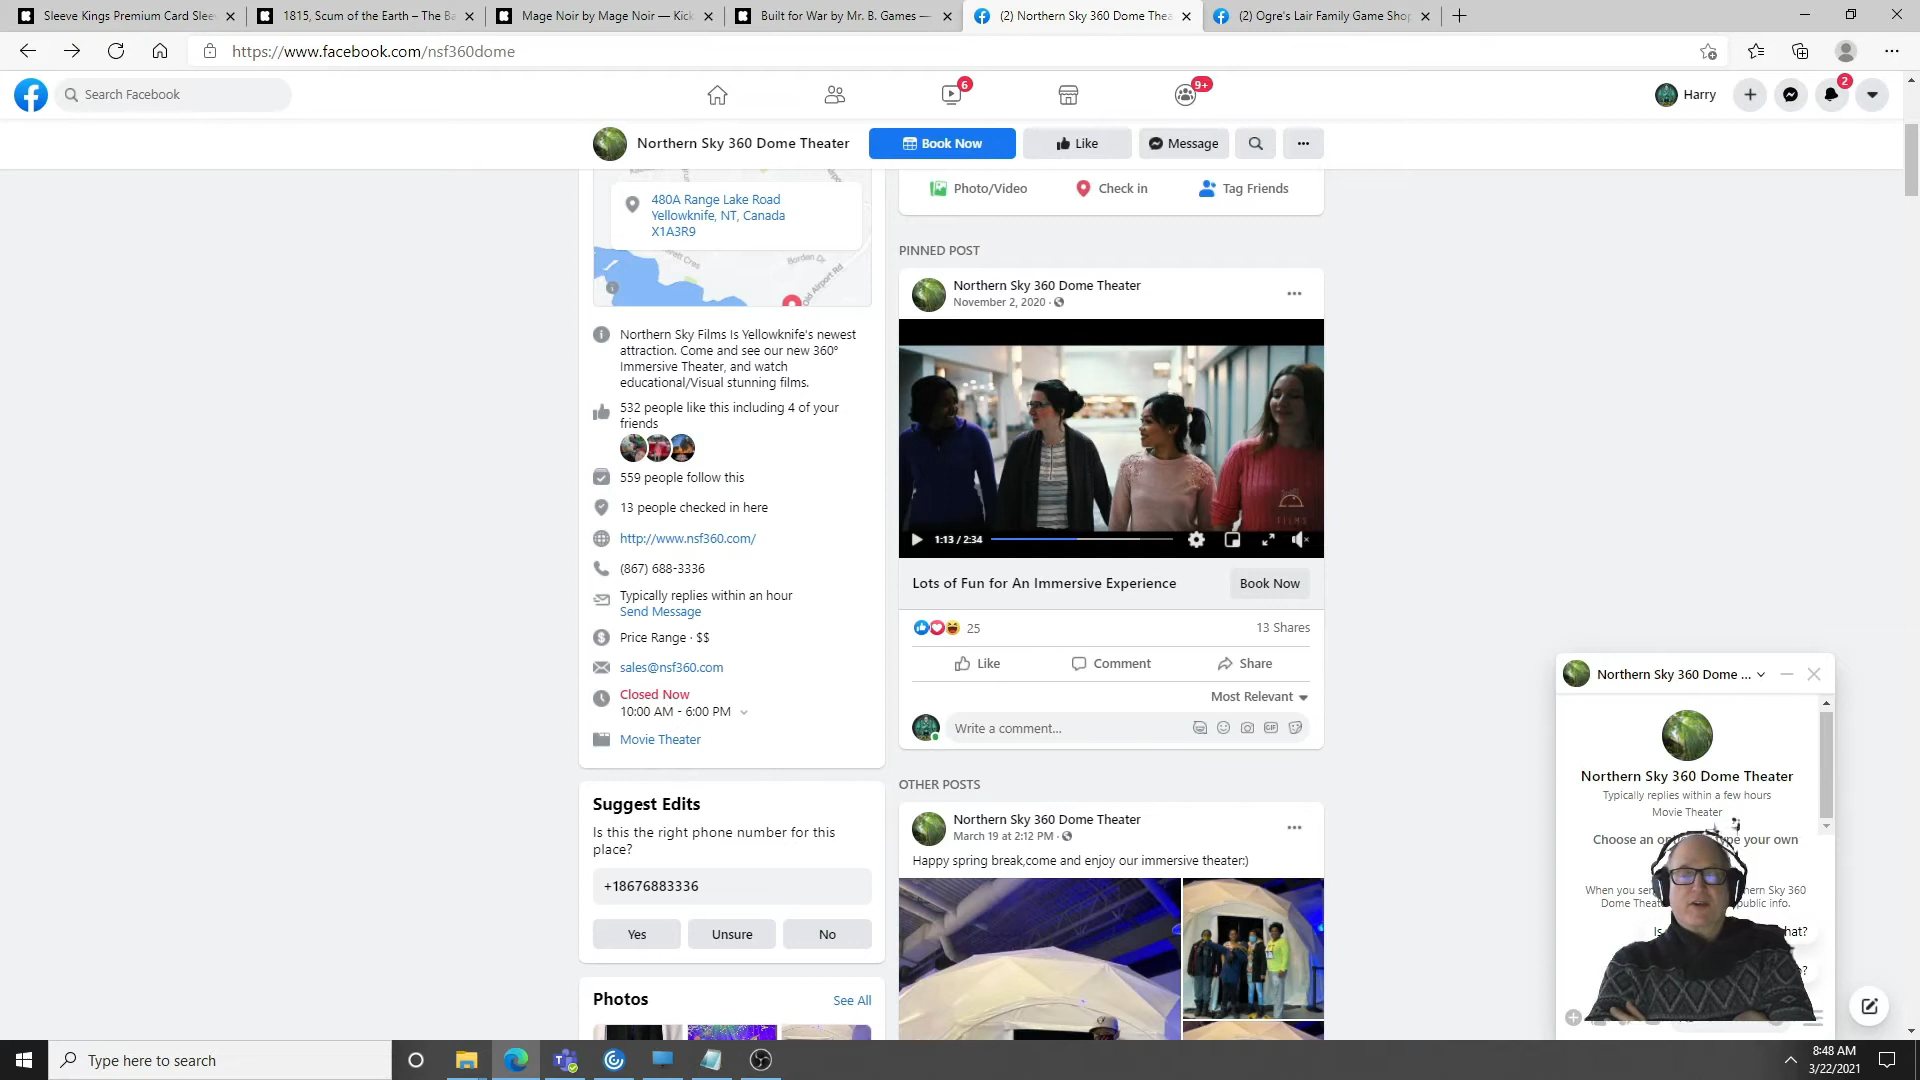 Sleeve Kings Premium Card Slee
1815, Scum of the Earth – The Ba
Mage Noir by Mage Noir — Kick
Built for War by Mr. B. Games —
(2) Northern Sky 360 Dome Thea
(2) Ogre's Lair Family Game Shop
https://www.facebook.com/nsf360dome
Search Facebook
6
9+
Harry
2
Northern Sky 360 Dome Theater
Book Now
Like
Message
480A Range Lake Road
Yellowknife, NT, Canada
X1A3R9
Borden Dr
Old Airport Rd
Photo/Video
Check in
Tag Friends
Northern Sky Films Is Yellowknife's newest
attraction. Come and see our new 360°
Immersive Theater, and watch
educational/Visual stunning films.
532 people like this including 4 of your
friends
559 people follow this
13 people checked in here
http://www.nsf360.com/
(867) 688-3336
Typically replies within an hour
Send Message
Price Range · $$
sales@nsf360.com
Closed Now
10:00 AM - 6:00 PM
Movie Theater
Suggest Edits
Is this the right phone number for this
place?
+18676883336
Yes
Unsure
No
Photos
See All
PINNED POST
Northern Sky 360 Dome Theater
November 2, 2020 ·
FILMS
1:13 / 2:34
Lots of Fun for An Immersive Experience
Book Now
25
13 Shares
Like
Comment
Share
Most Relevant
Write a comment...
GIF
OTHER POSTS
Northern Sky 360 Dome Theater
March 19 at 2:12 PM ·
Happy spring break,come and enjoy our immersive theater:)
Northern Sky 360 Dome ...
Northern Sky 360 Dome Theater
Typically replies within a few hours
Movie Theater
Choose an your own
When you Sky 360
Dome public info.
Type here to search
8:48 AM
3/22/2021